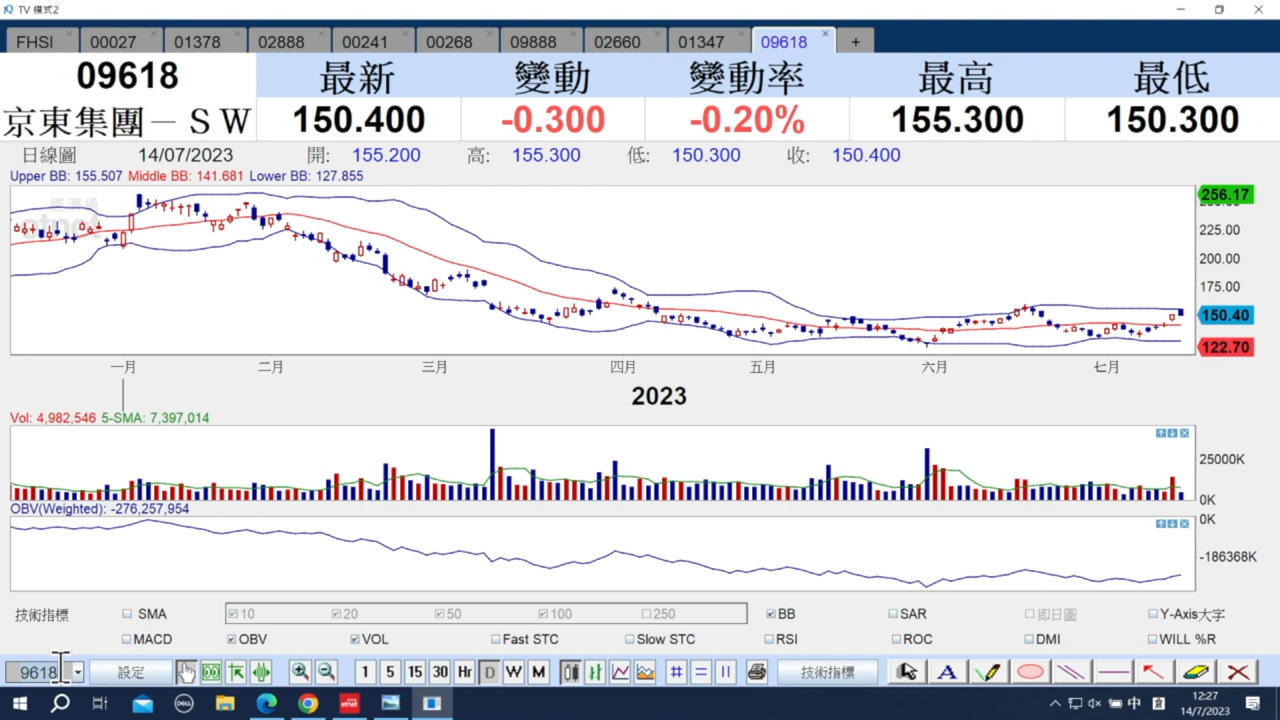 TV 模式2
FHSI 00027 01378 02888 00241 00268 09888 02660 01347 09618 +
09618 最新 變動 變動率 最高 最低
京東集團－ＳＷ 150.400 -0.300 -0.20% 155.300 150.300
日線圖 14/07/2023 開: 155.200 高: 155.300 低: 150.300 收: 150.400
Upper BB: 155.507 Middle BB: 141.681 Lower BB: 127.855
經濟通
etnet
256.17
225.00
200.00
175.00
150.40
122.70
一月 二月 三月 四月 五月 六月 七月
2023
Vol: 4,982,546 5-SMA: 7,397,014
25000K
0K
OBV(Weighted): -276,257,954
0K
-186368K
技術指標 SMA 10 20 50 100 250 BB SAR 即日圖 Y-Axis大字
MACD OBV VOL Fast STC Slow STC RSI ROC DMI WILL %R
9618 設定 1 5 15 30 Hr D W M 技術指標 A
DELL etnet 中 12:27
14/7/2023